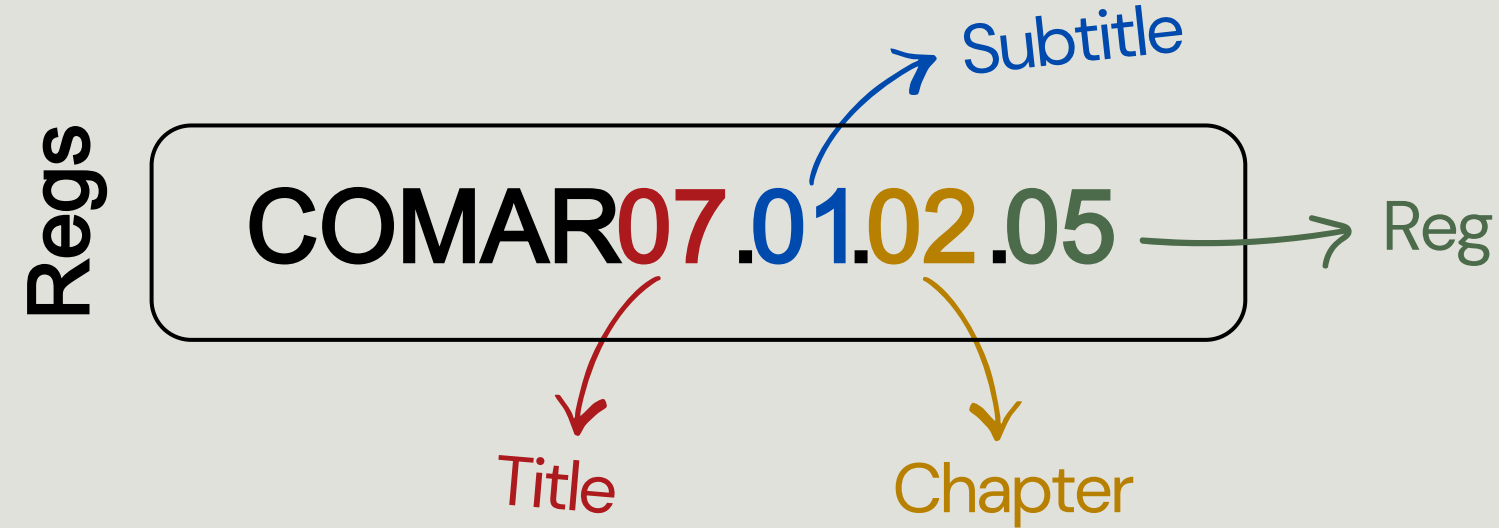 Subtitle
Regs
COMAR07.01.02.05
Reg
Title
Chapter